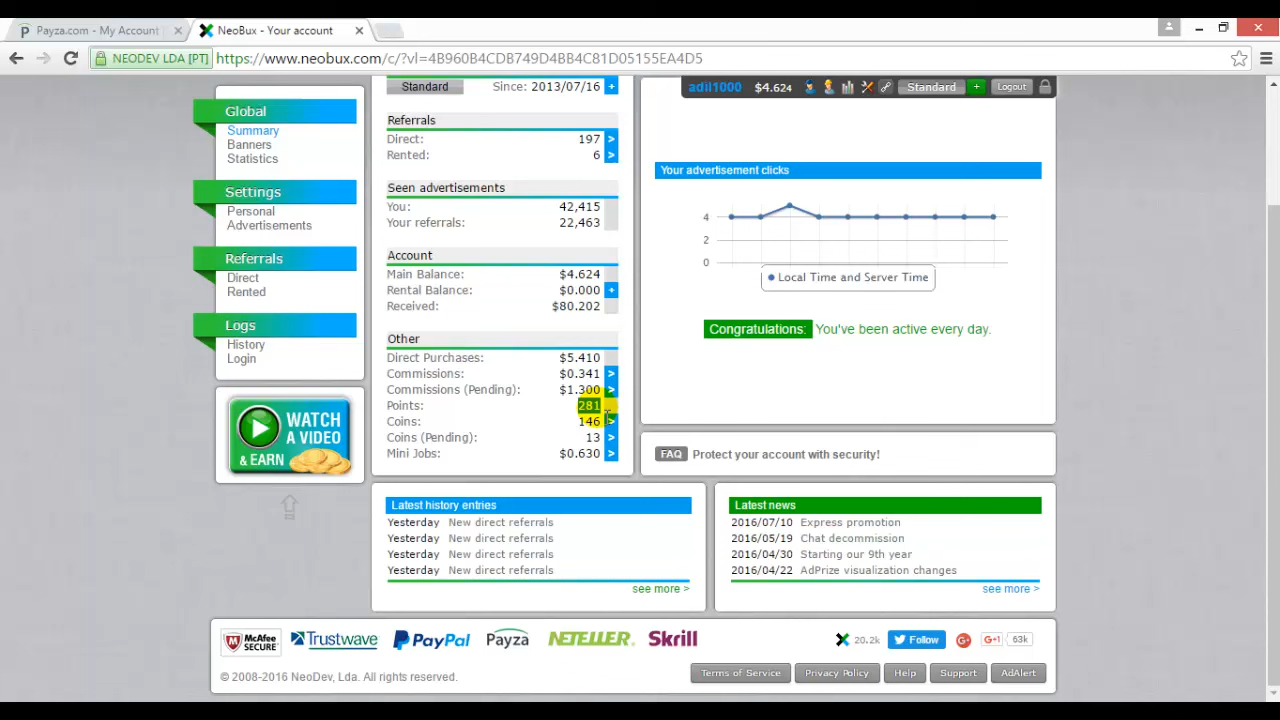 Payza.com - My Account
NeoBux - Your account
NEODEV LDA [PT] https://www.neobux.com/c/?vl=4B960B4CDB749D4BB4C81D05155EA4D5
Global
Summary
Banners
Statistics
Settings
Personal
Advertisements
Referrals
Direct
Rented
Logs
History
Login
WATCH
A VIDEO
& EARN
Standard Since: 2013/07/16 +
Referrals
Direct: 197 >
Rented: 6 >
Seen advertisements
You: 42,415
Your referrals: 22,463
Account
Main Balance: $4.624
Rental Balance: $0.000 +
Received: $80.202
Other
Direct Purchases: $5.410
Commissions: $0.341 >
Commissions (Pending): $1.300 >
Points: 281
Coins: 146 >
Coins (Pending): 13 >
Mini Jobs: $0.630 >
adil1000 $4.624 Standard + Logout
Your advertisement clicks
4
2
0
Local Time and Server Time
Congratulations: You've been active every day.
FAQ Protect your account with security!
Latest history entries
Yesterday New direct referrals
Yesterday New direct referrals
Yesterday New direct referrals
Yesterday New direct referrals
see more >
Latest news
2016/07/10 Express promotion
2016/05/19 Chat decommission
2016/04/30 Starting our 9th year
2016/04/22 AdPrize visualization changes
see more >
McAfee SECURE™ Trustwave PayPal Payza NETELLER. Skrill
20.2k Follow G+ G+1 63k
© 2008-2016 NeoDev, Lda. All rights reserved.
Terms of Service Privacy Policy Help Support AdAlert